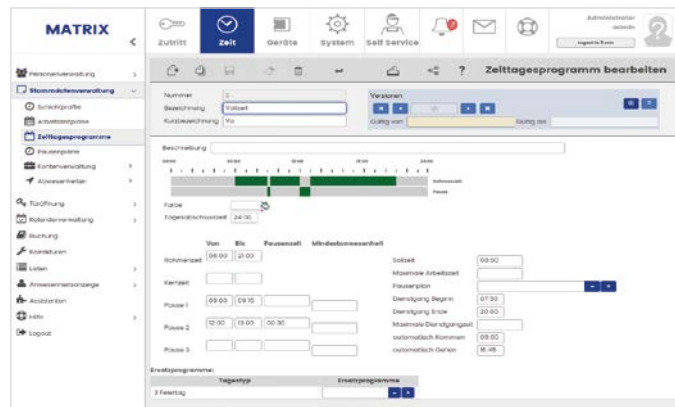 MATRIX
Zutritt
Zeit
Geräte
System
Self Service
Administrator
admin
Personenverwaltung
Stammdatenverwaltung
Schichtprofile
Arbeitszeitpläne
Zeittagesprogramme
Pausenpläne
Kontenverwaltung
Abwesenheiten
Türöffnung
Kalenderverwaltung
Buchung
Korrekturen
Listen
Anwesenheitsanzeige
Assistenten
Hilfe
Logout
? Zeittagesprogramm bearbeiten
Nummer 2
Bezeichnung Vollzeit
Kurzbezeichnung Vo
Versionen
Gültig von
Gültig bis
Beschreibung
Rahmenzeit
Pause
Farbe
Tagesabschlusszeit 24:00
Von Bis Pausenzeit Mindestanwesenheit
Rahmenzeit 06:00 21:00
Kernzeit
Pause 1 09:00 09:15
Pause 2 12:00 13:00 00:30
Pause 3
Sollzeit 08:00
Maximale Arbeitszeit
Pausenplan
Dienstgang Beginn 07:30
Dienstgang Ende 20:00
Maximale Dienstgangzeit
automatisch Kommen 08:00
automatisch Gehen 16:45
Ersatzprogramme:
Tagestyp Ersatzprogramme
3 Feiertag